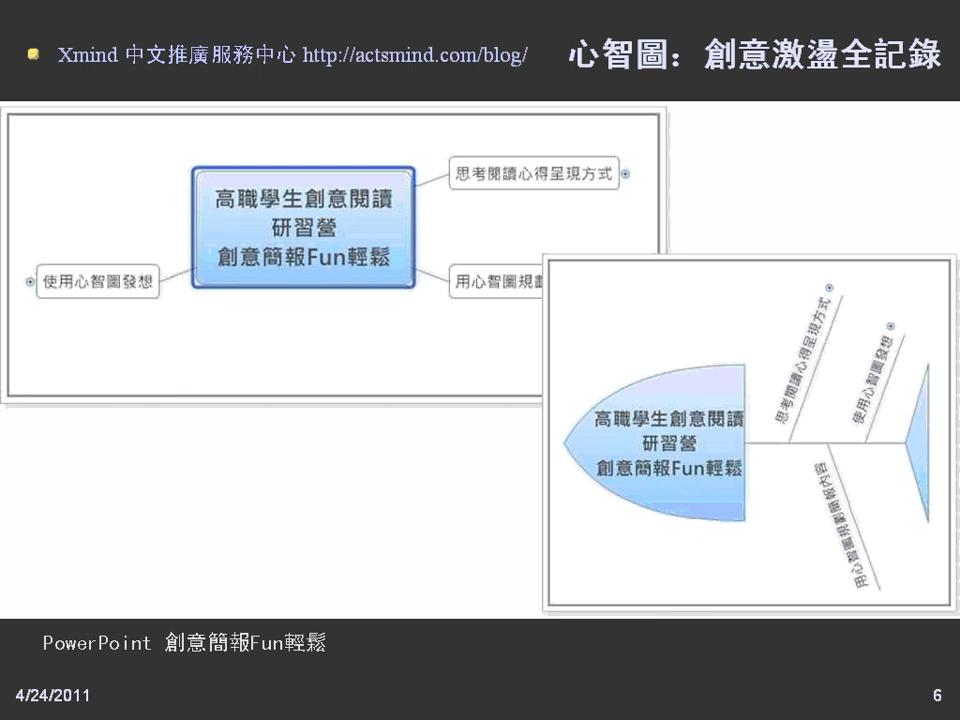 Xmind 中文推廣服務中心 http://actsmind.com/blog/
心智圖：創意激盪全記錄
高職學生創意閱讀
研習營
創意簡報Fun輕鬆
思考閱讀心得呈現方式
使用心智圖發想
用心智圖規劃
高職學生創意閱讀
研習營
創意簡報Fun輕鬆
思考閱讀心得呈現方式
使用心智圖發想
用心智圖規劃簡報內容
PowerPoint 創意簡報Fun輕鬆
4/24/2011
6